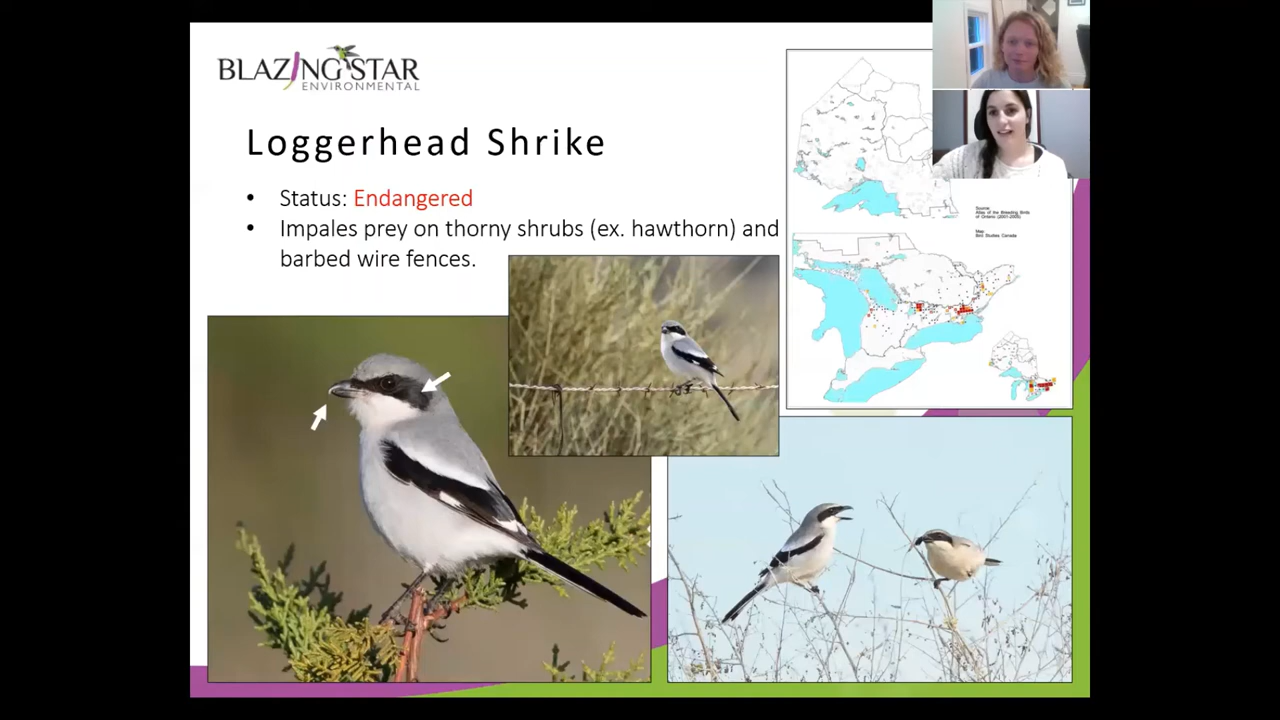 BLAZING STAR
ENVIRONMENTAL
Loggerhead Shrike
• Status: Endangered
• Impales prey on thorny shrubs (ex. hawthorn) and
barbed wire fences.
Source:
Atlas of the Breeding Birds
of Ontario (2001-2005)
Map:
Bird Studies Canada